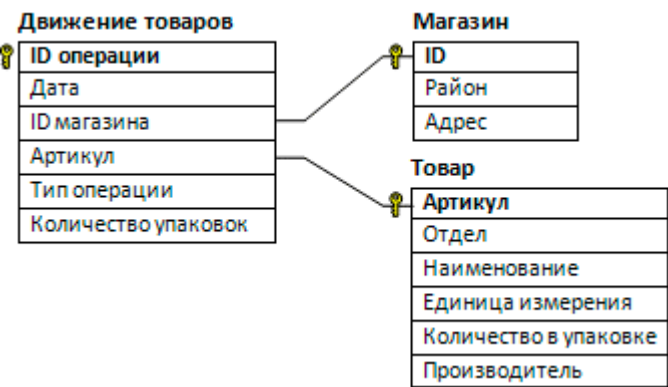 Движение товаров
ID операции
Дата
ID магазина
Артикул
Тип операции
Количество упаковок
Магазин
ID
Район
Адрес
Товар
Артикул
Отдел
Наименование
Единица измерения
Количество в упаковке
Производитель